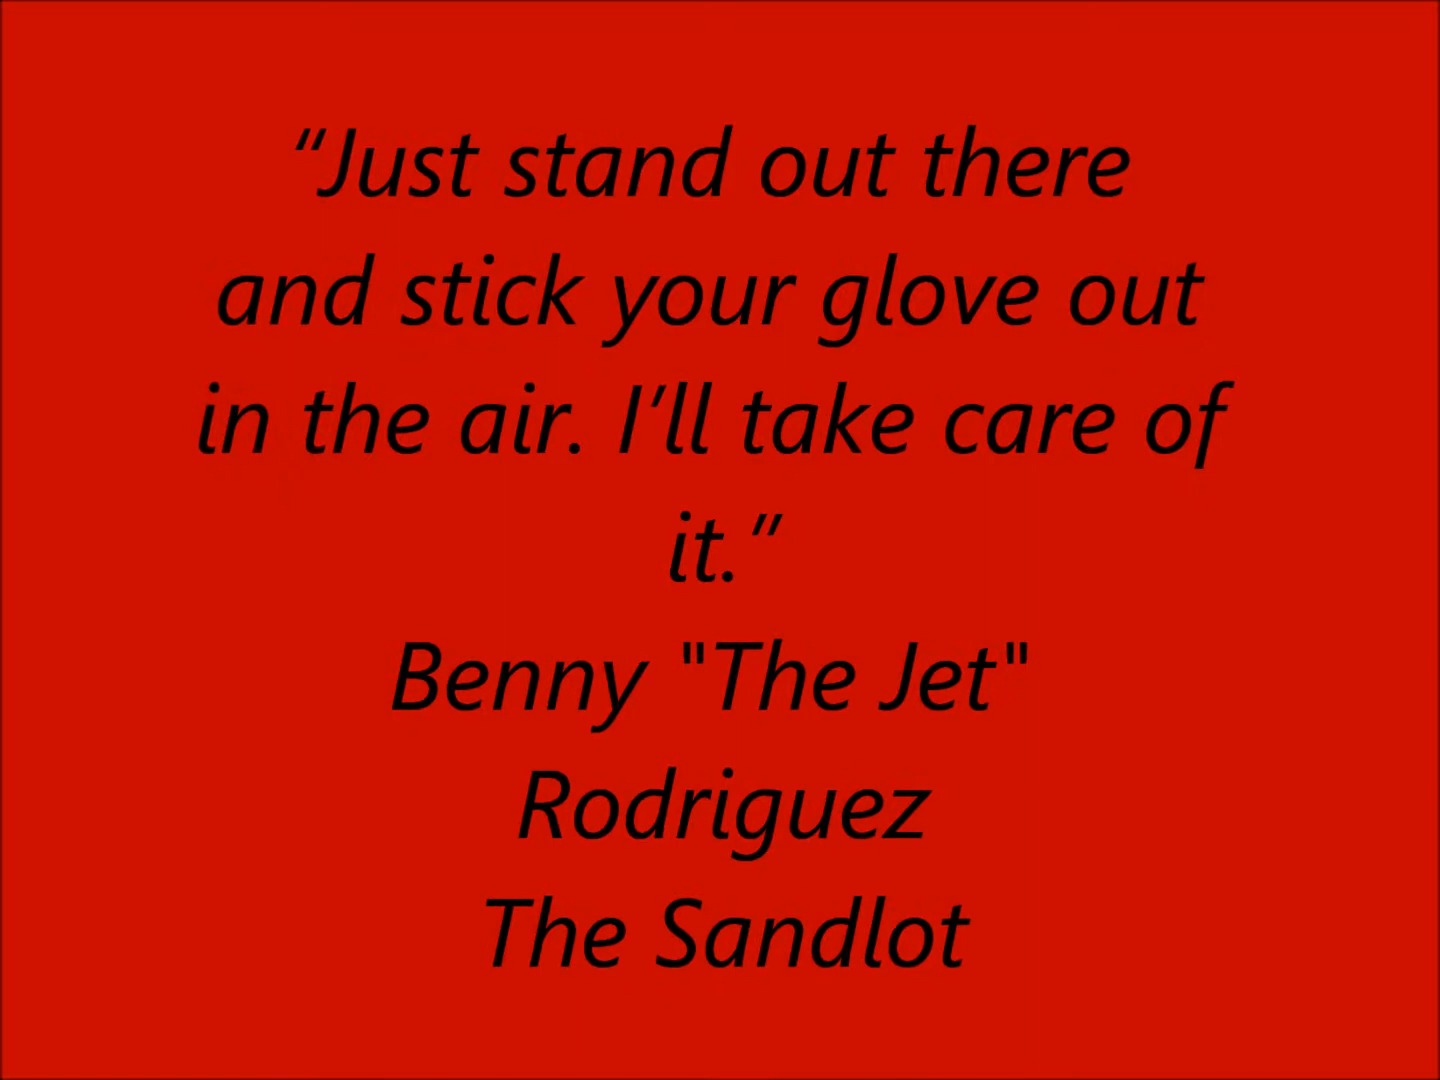 “Just stand out there
and stick your glove out
in the air. I’ll take care of
it.”
Benny "The Jet"
Rodriguez
The Sandlot